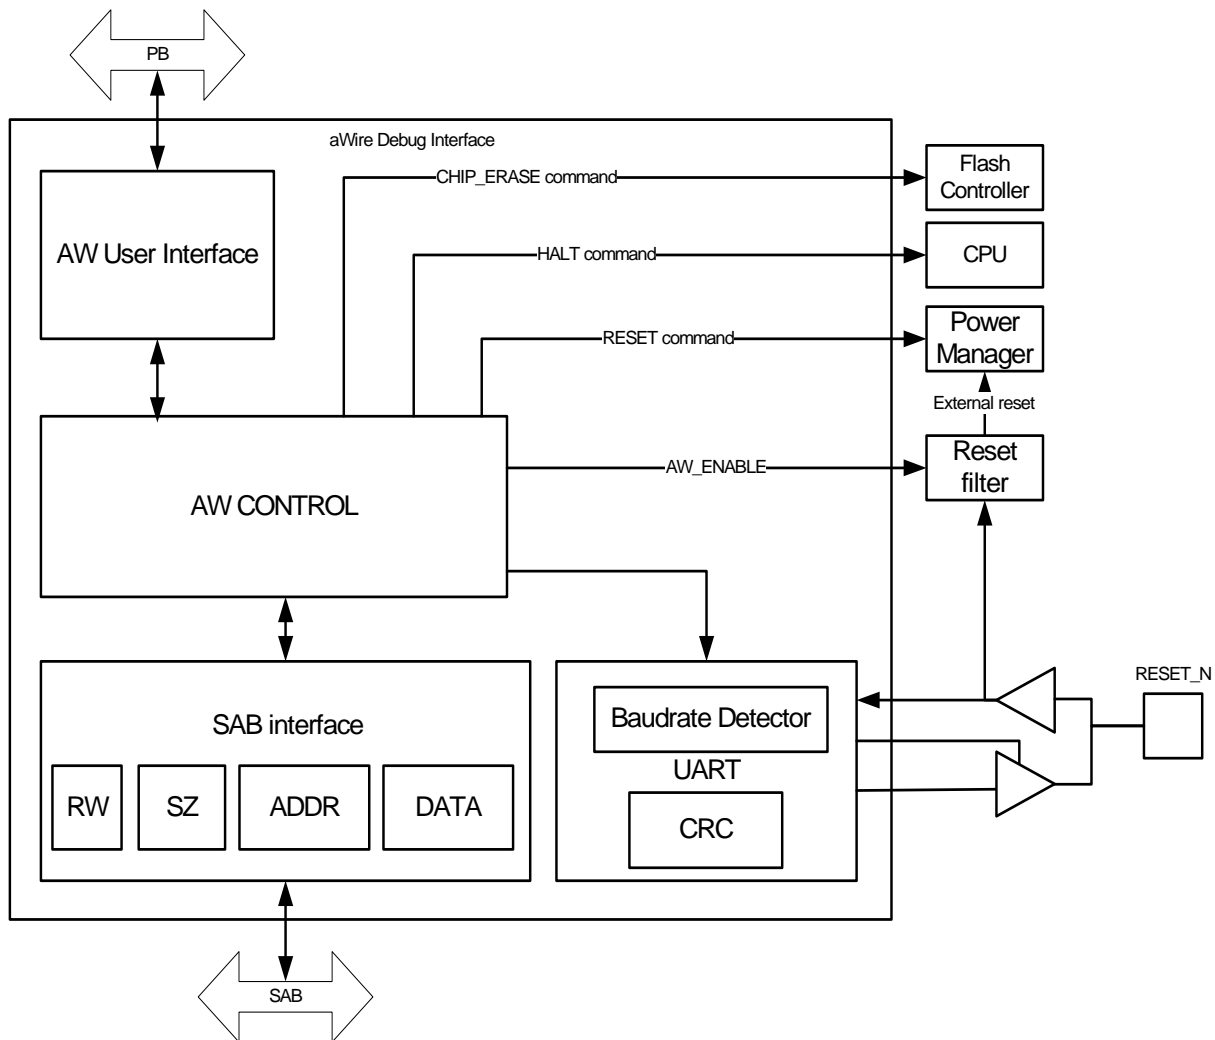 PB
aWire Debug Interface
CHIP_ERASE command
Flash
Controller
AW User Interface
HALT command
CPU
RESET command
Power
Manager
External reset
AW_ENABLE
Reset
filter
AW CONTROL
RESET_N
SAB interface
Baudrate Detector
UART
RW
SZ
ADDR
DATA
CRC
SAB